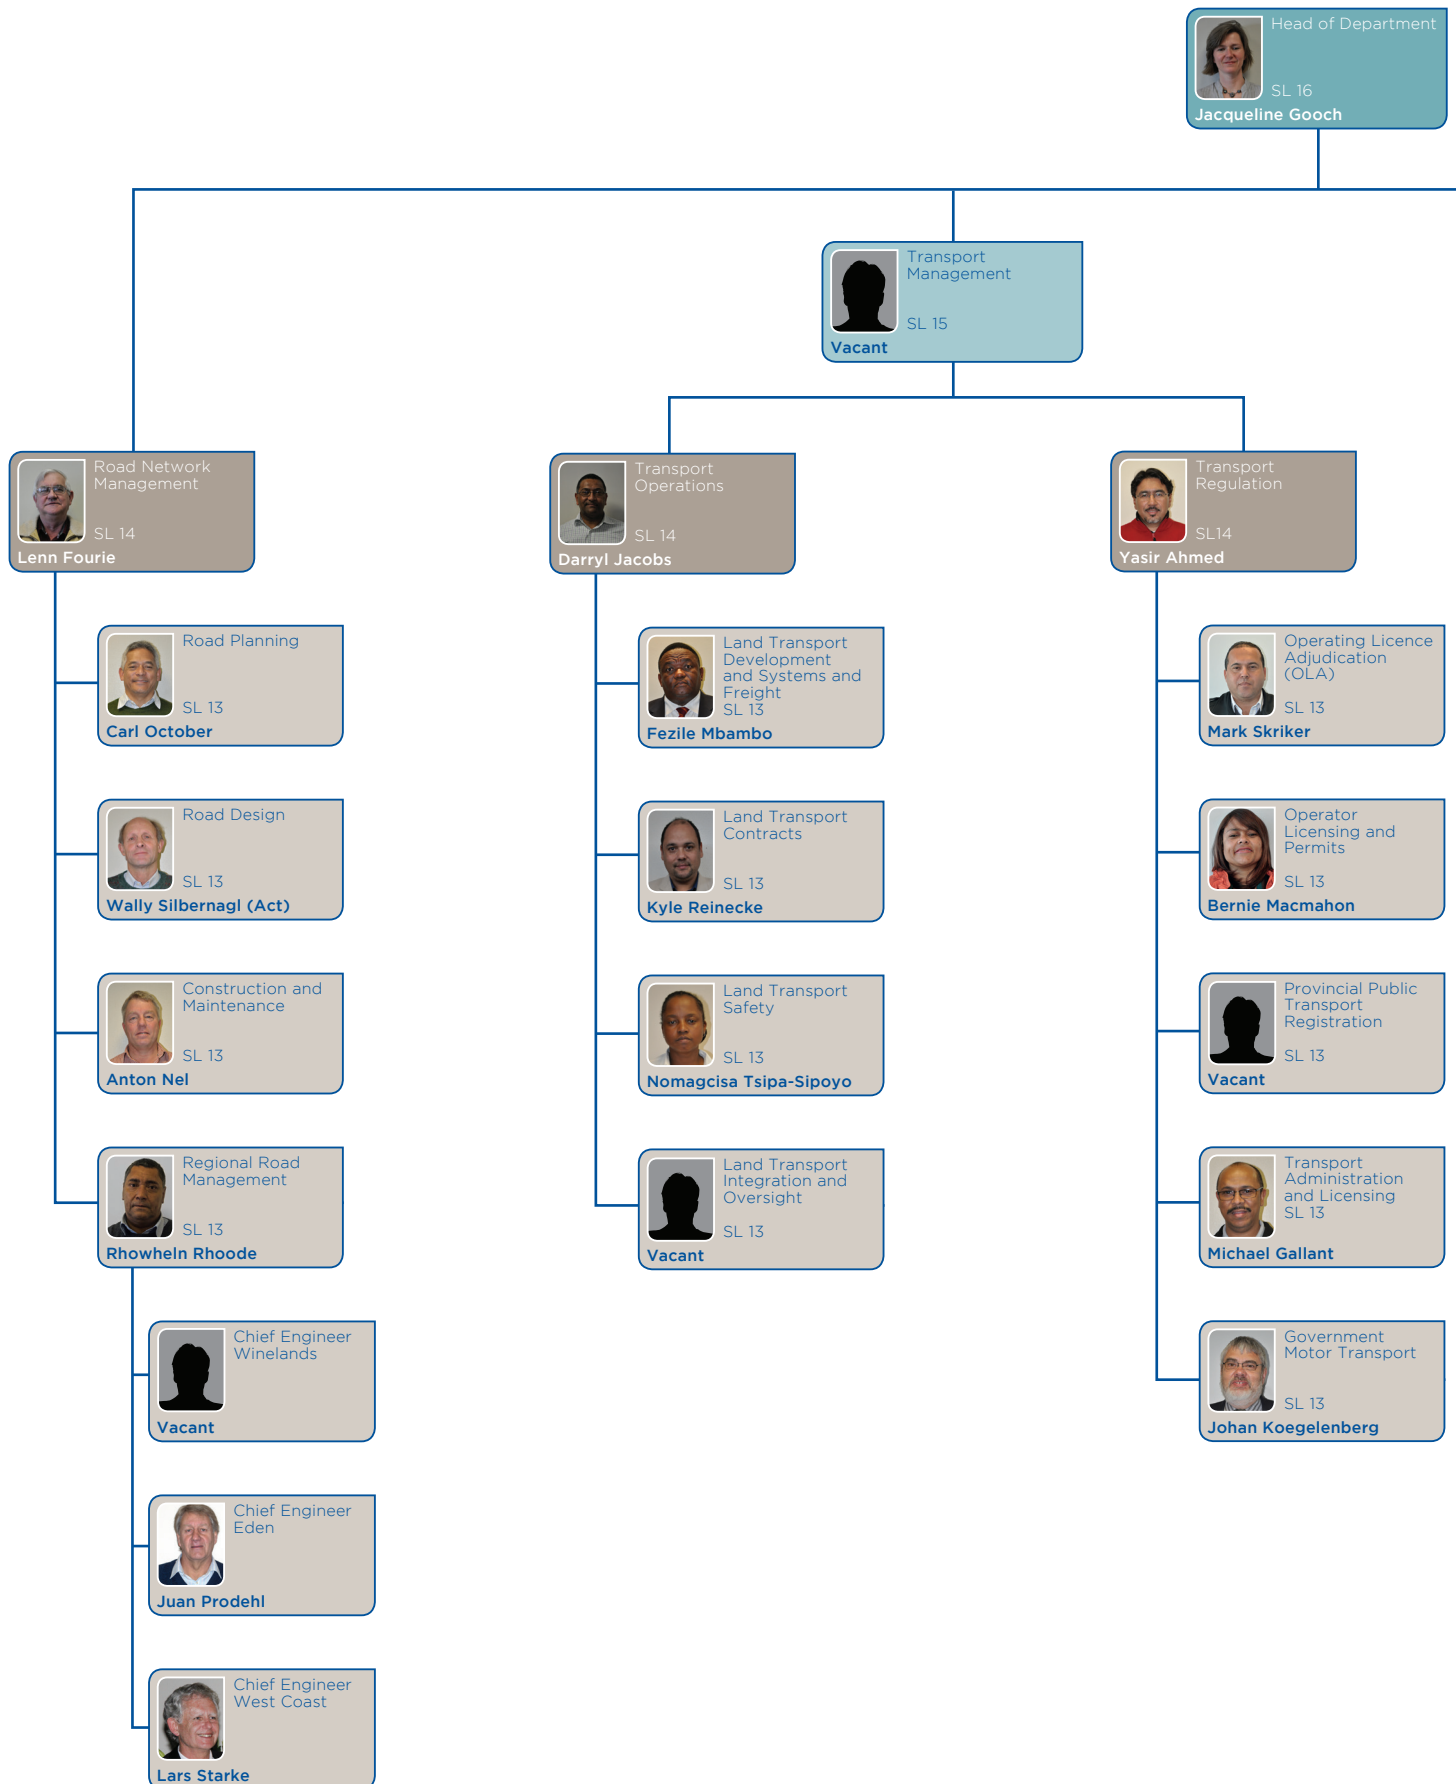 Head of Department
SL 16
Jacqueline Gooch
Transport
Management
SL 15
Vacant
Road Network
Management
SL 14
Lenn Fourie
Road Planning
SL 13
Carl October
Road Design
SL 13
Wally Silbernagl (Act)
Construction and
Maintenance
SL 13
Anton Nel
Regional Road
Management
SL 13
Rhowheln Rhoode
Chief Engineer
Winelands
Vacant
Chief Engineer
Eden
Juan Prodehl
Chief Engineer
West Coast
Lars Starke
Transport
Operations
SL 14
Darryl Jacobs
Land Transport
Development
and Systems and
Freight
SL 13
Fezile Mbambo
Land Transport
Contracts
SL 13
Kyle Reinecke
Land Transport
Safety
SL 13
Nomagcisa Tsipa-Sipoyo
Land Transport
Integration and
Oversight
SL 13
Vacant
Transport
Regulation
SL14
Yasir Ahmed
Operating Licence
Adjudication
(OLA)
SL 13
Mark Skriker
Operator
Licensing and
Permits
SL 13
Bernie Macmahon
Provincial Public
Transport
Registration
SL 13
Vacant
Transport
Administration
and Licensing
SL 13
Michael Gallant
Government
Motor Transport
SL 13
Johan Koegelenberg